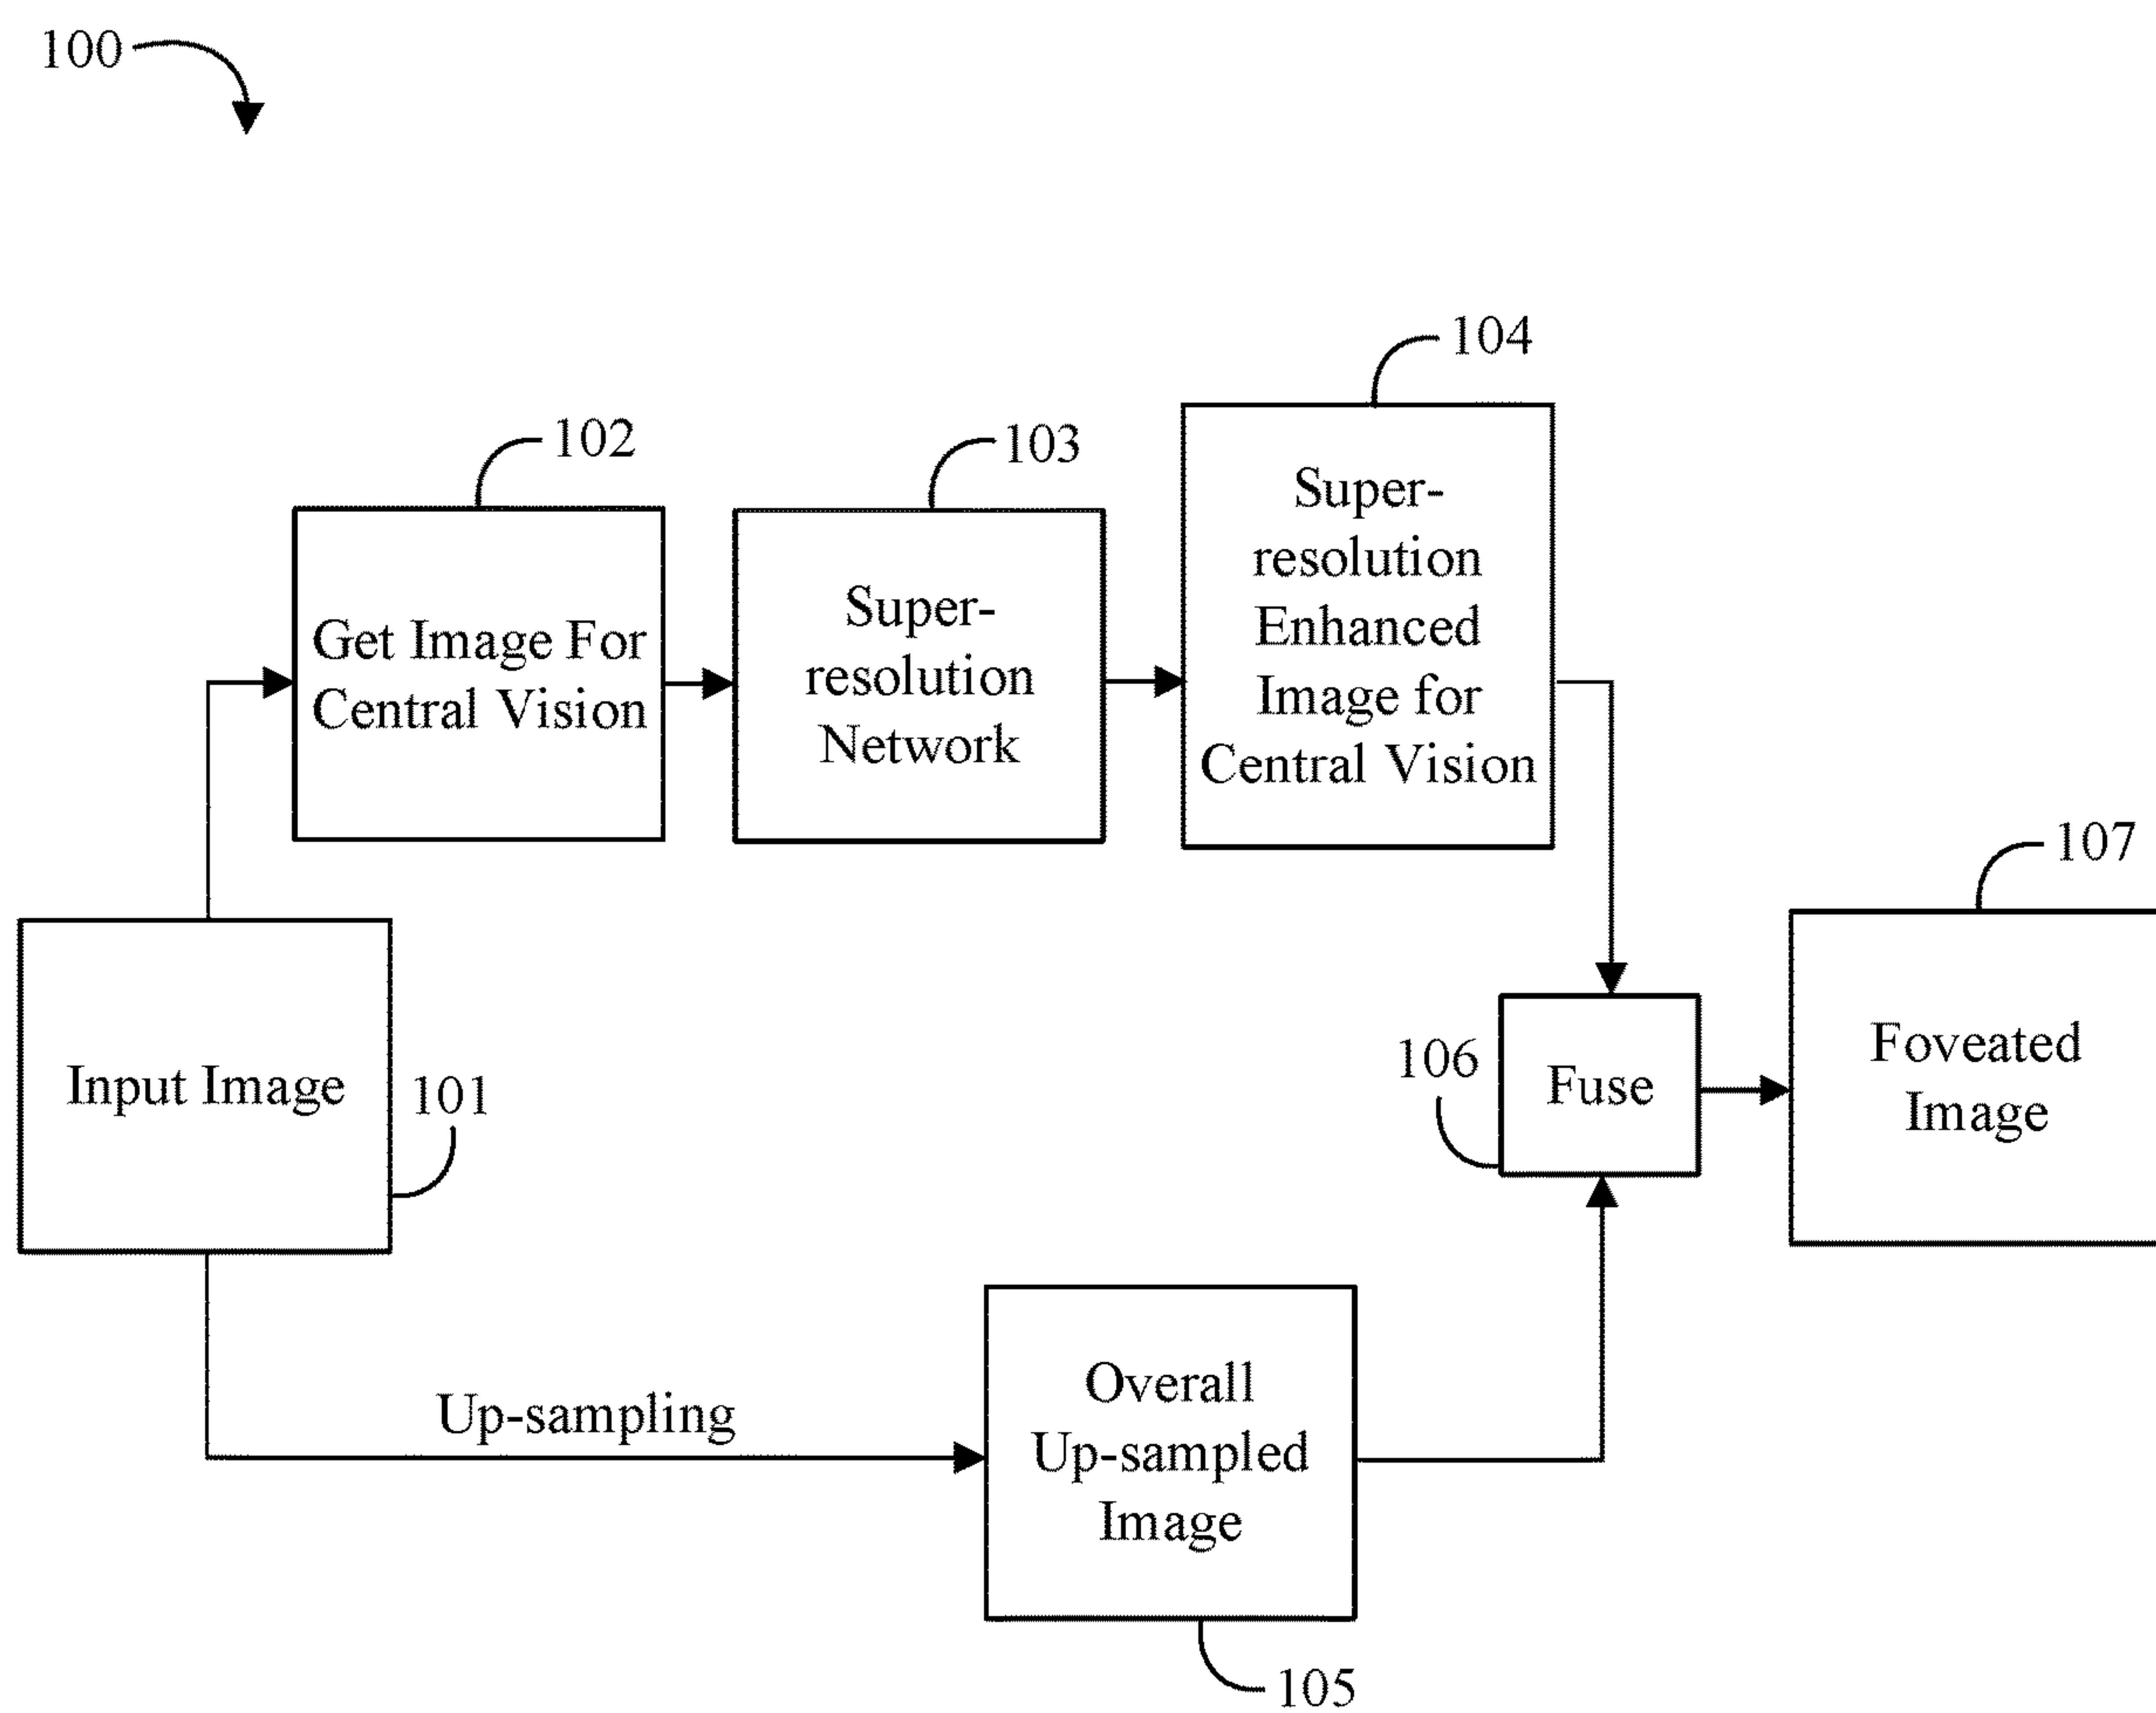 100
104
102
103
Super-
resolution
Enhanced
Image for
Central Vision
Get Image For
Central Vision
Super-
resolution
Network
107
Input Image
101
106
Fuse
Foveated
Image
Up-sampling
Overall
Up-sampled
Image
105